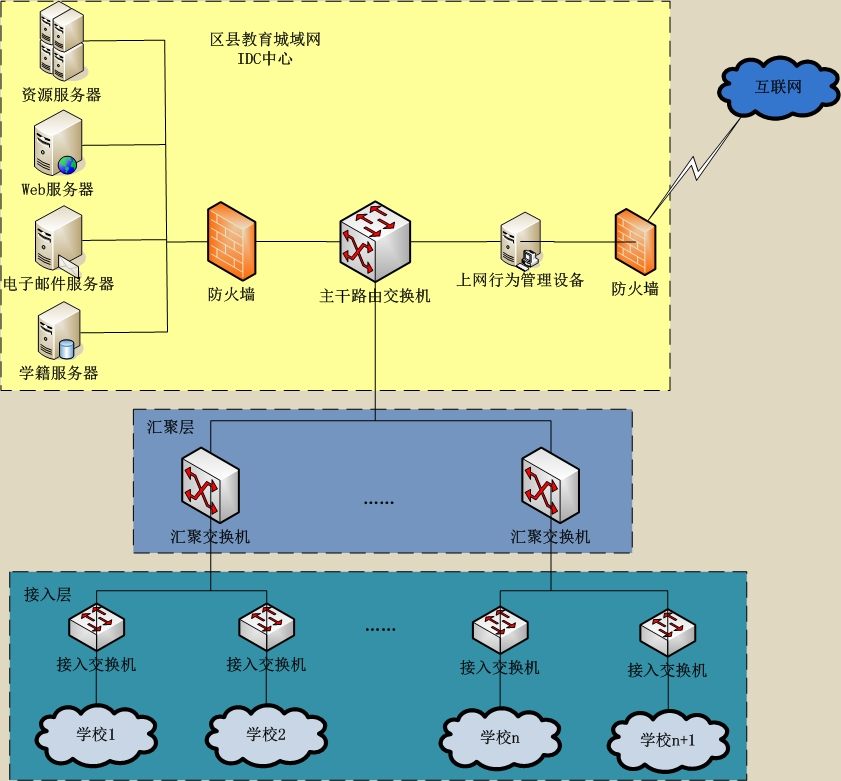 区县教育城域网
IDC中心
互联网
资源服务器
Web服务器
电子邮件服务器
学籍服务器
防火墙
主干路由交换机
上网行为管理设备
防火墙
汇聚层
……
汇聚交换机
汇聚交换机
接入层
……
接入交换机
接入交换机
接入交换机
接入交换机
学校1
学校2
学校n
学校n+1